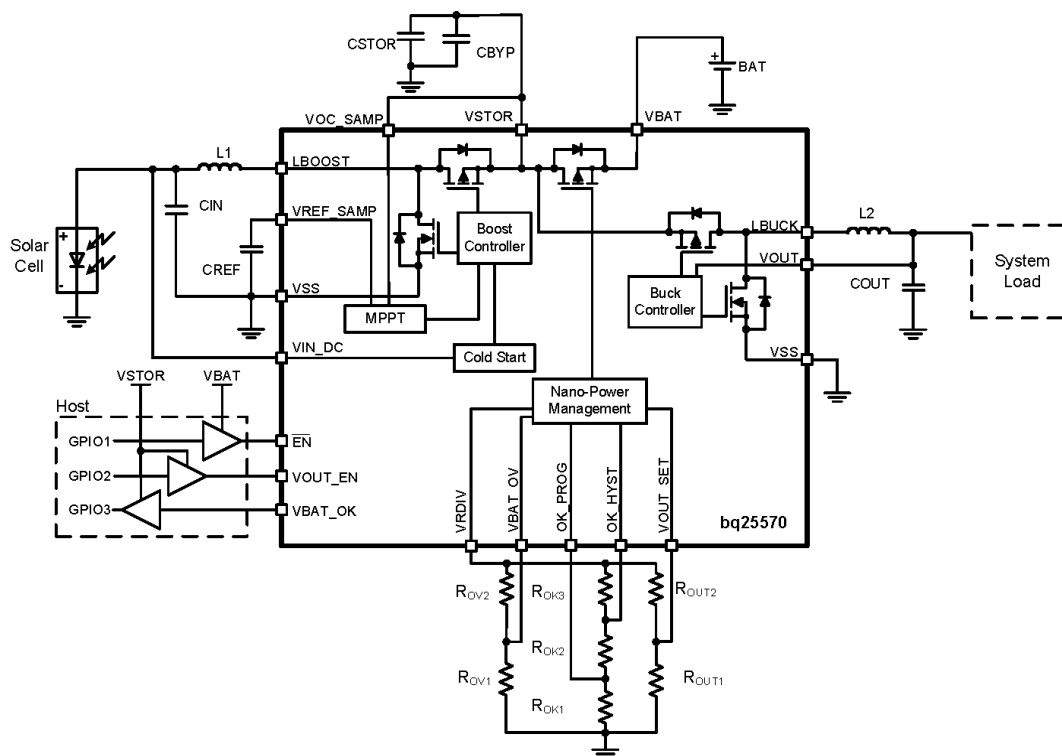 CSTOR
CBYP
+
BAT
VOC_SAMP
VSTOR
VBAT
L1
LBOOST
CIN
VREF_SAMP
Boost
Controller
LBUCK
L2
Solar
Cell
+
-
CREF
VOUT
System
Load
VSS
MPPT
Buck
Controller
COUT
VIN_DC
Cold Start
VSS
VSTOR
VBAT
Nano-Power
Management
Host
GPIO1
EN
GPIO2
VOUT_EN
GPIO3
VBAT_OK
VRDIV
VBAT_OV
OK_PROG
OK_HYST
VOUT_SET
bq25570
ROV2
ROK3
ROUT2
ROK2
ROV1
ROUT1
ROK1